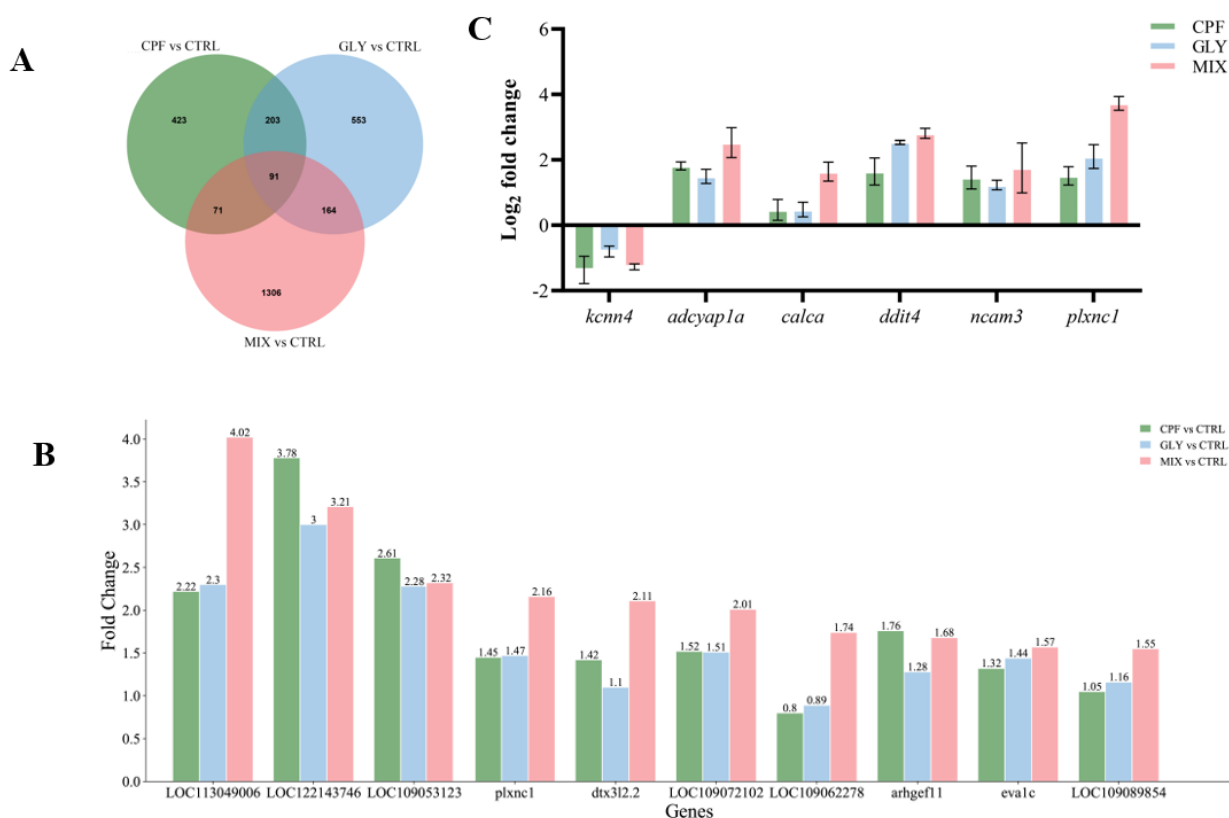 A
CPF vs CTRL
GLY vs CTRL
423
203
553
91
71
164
1306
MIX vs CTRL
C
CPF
GLY
MIX
Log2 fold change
6
4
2
0
-2
kcnn4
adcyap1a
calca
ddit4
ncam3
plxnc1
B
CPF vs CTRL
GLY vs CTRL
MIX vs CTRL
Fold Change
4.0
3.5
3.0
2.5
2.0
1.5
1.0
0.5
0.0
2.22
2.3
4.02
3.78
3
3.21
2.61
2.28
2.32
1.45
1.47
2.16
1.42
1.1
2.11
1.52
1.51
2.01
0.8
0.89
1.74
1.76
1.28
1.68
1.32
1.44
1.57
1.05
1.16
1.55
LOC113049006
LOC122143746
LOC109053123
plxnc1
dtx3l2.2
LOC109072102
LOC109062278
arhgef11
eva1c
LOC109089854
Genes